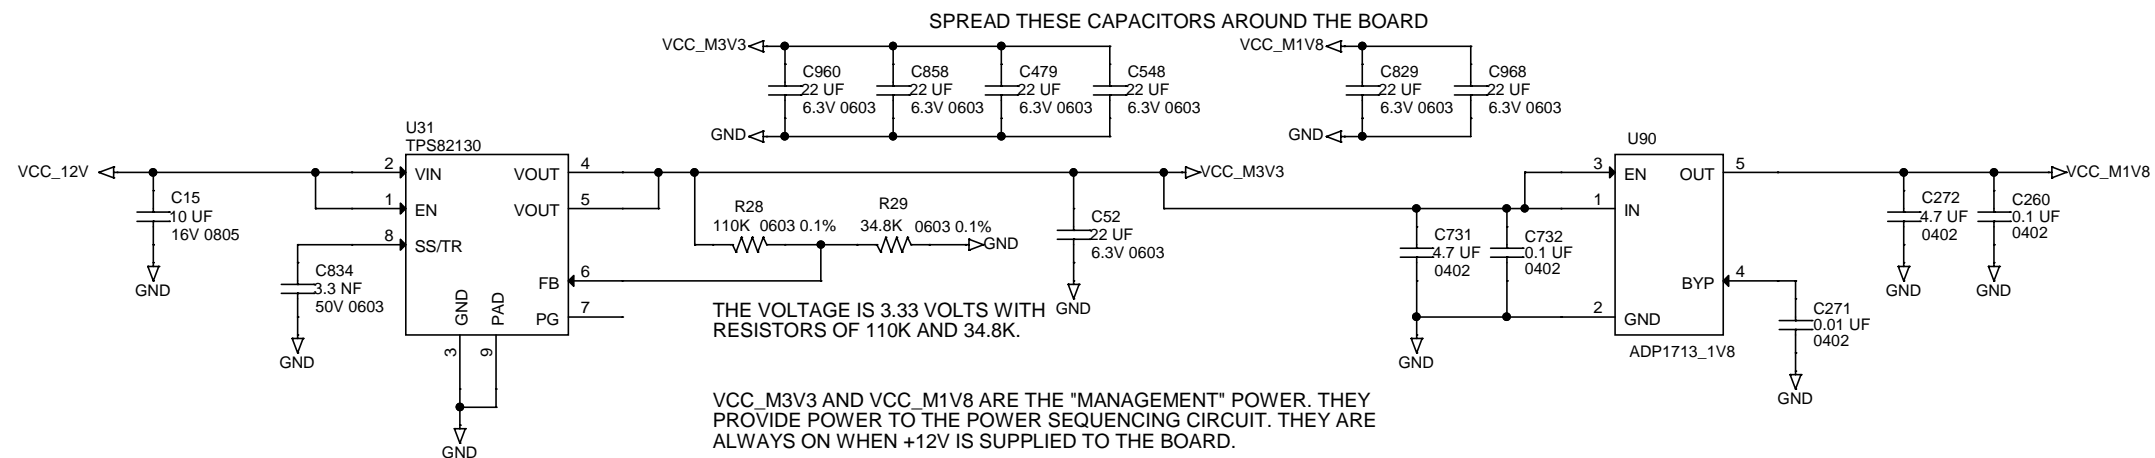 SPREAD THESE CAPACITORS AROUND THE BOARD
VCC_M3V3
C960
22 UF
6.3V 0603
C858
22 UF
6.3V 0603
C479
22 UF
6.3V 0603
C548
22 UF
6.3V 0603
GND
VCC_M1V8
C829
22 UF
6.3V 0603
C968
22 UF
6.3V 0603
GND
VCC_12V
C15
10 UF
16V 0805
GND
C834
3.3 NF
50V 0603
GND
U31
TPS82130
2 VIN
1 EN
8 SS/TR
VOUT 4
VOUT 5
FB 6
PG 7
GND
PAD
3
9
GND
R28
110K 0603 0.1%
R29
34.8K 0603 0.1%
GND
C52
22 UF
6.3V 0603
GND
VCC_M3V3
THE VOLTAGE IS 3.33 VOLTS WITH
RESISTORS OF 110K AND 34.8K.
VCC_M3V3 AND VCC_M1V8 ARE THE "MANAGEMENT" POWER. THEY
PROVIDE POWER TO THE POWER SEQUENCING CIRCUIT. THEY ARE
ALWAYS ON WHEN +12V IS SUPPLIED TO THE BOARD.
C731
4.7 UF
0402
C732
0.1 UF
0402
GND
U90
3 EN
1 IN
2 GND
OUT 5
BYP 4
ADP1713_1V8
C271
0.01 UF
0402
GND
C272
4.7 UF
0402
GND
C260
0.1 UF
0402
GND
VCC_M1V8